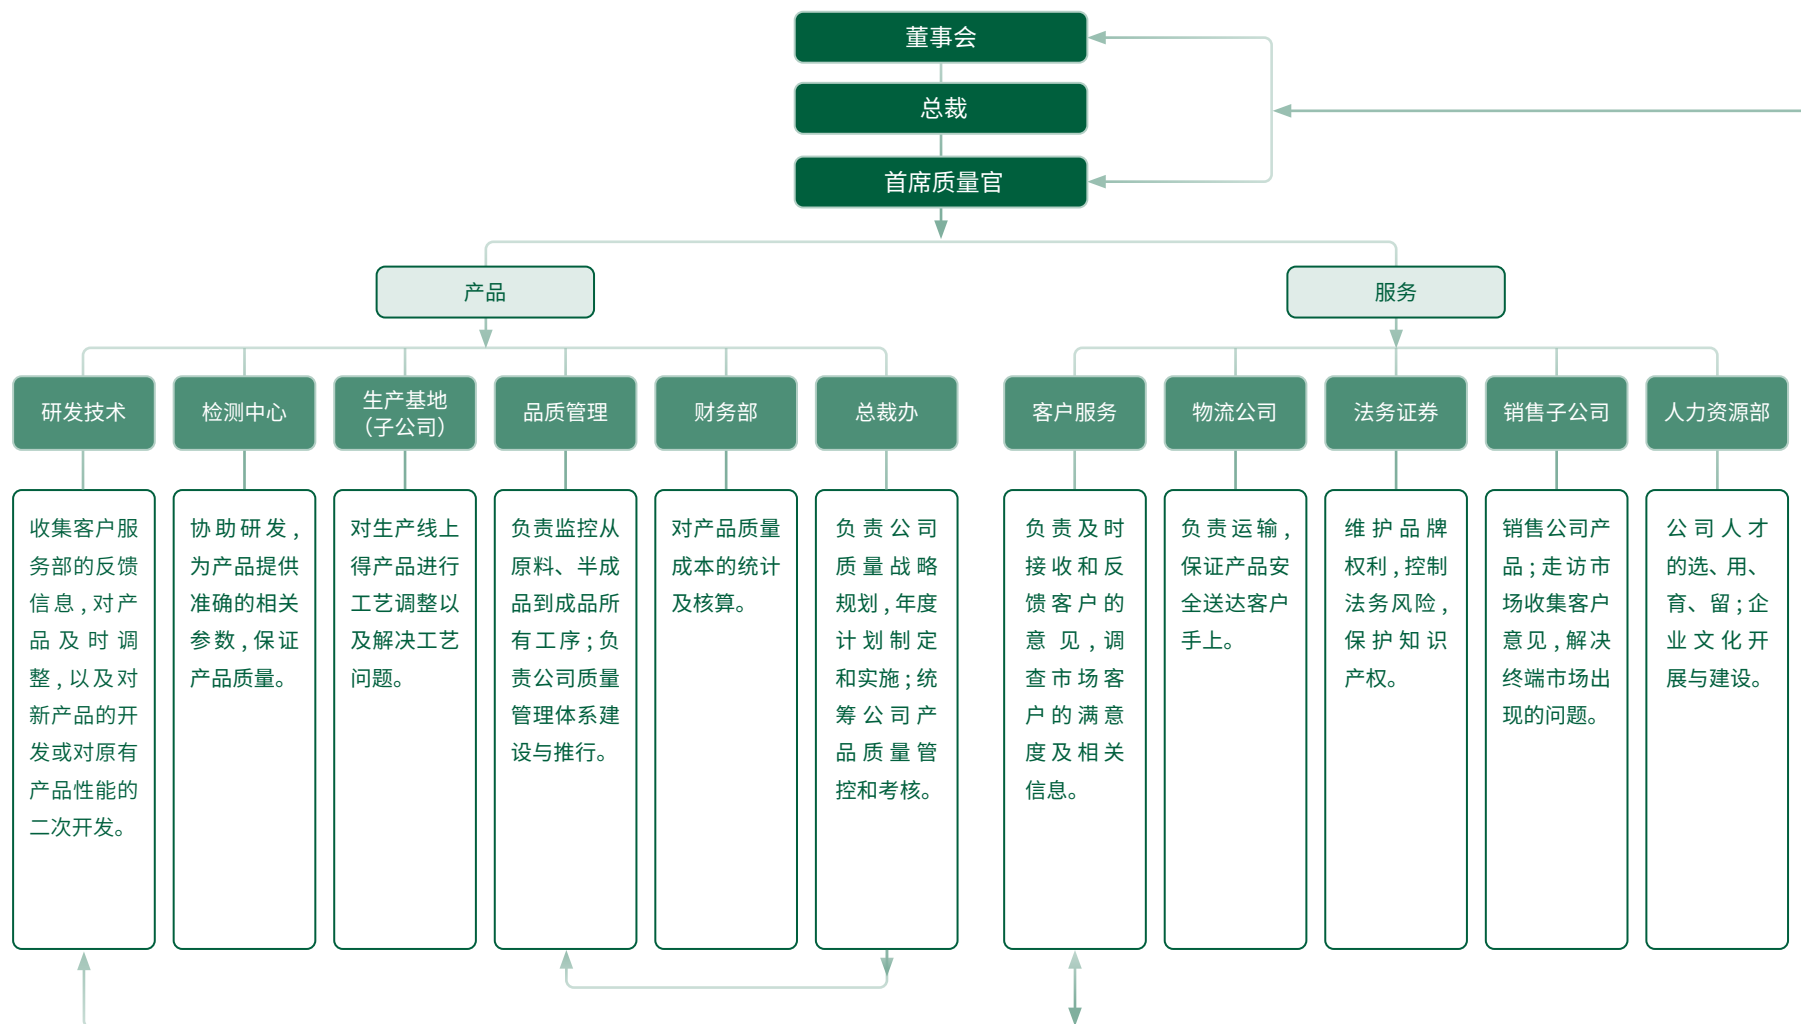 董事会
总裁
首席质量官
产品
服务
研发技术
检测中心
生产基地
（子公司）
品质管理
财务部
总裁办
客户服务
物流公司
法务证券
销售子公司
人力资源部
收集客户服
务部的反馈
信息，对产
品及时调
整，以及对
新产品的开
发或对原有
产品性能的
二次开发。
协助研发，
为产品提供
准确的相关
参数，保证
产品质量。
对生产线上
得产品进行
工艺调整以
及解决工艺
问题。
负责监控从
原料、半成
品到成品所
有工序；负
责公司质量
管理体系建
设与推行。
对产品质量
成本的统计
及核算。
负责公司
质量战略
规划，年度
计划制定
和实施；统
筹公司产
品质量管
控和考核。
负责及时
接收和反
馈客户的
意见，调
查市场客
户的满意
度及相关
信息。
负责运输，
保证产品安
全送达客户
手上。
维护品牌
权利，控制
法务风险，
保护知识
产权。
销售公司产
品；走访市
场收集客户
意见，解决
终端市场出
现的问题。
公司人才
的选、用、
育、留；企
业文化开
展与建设。